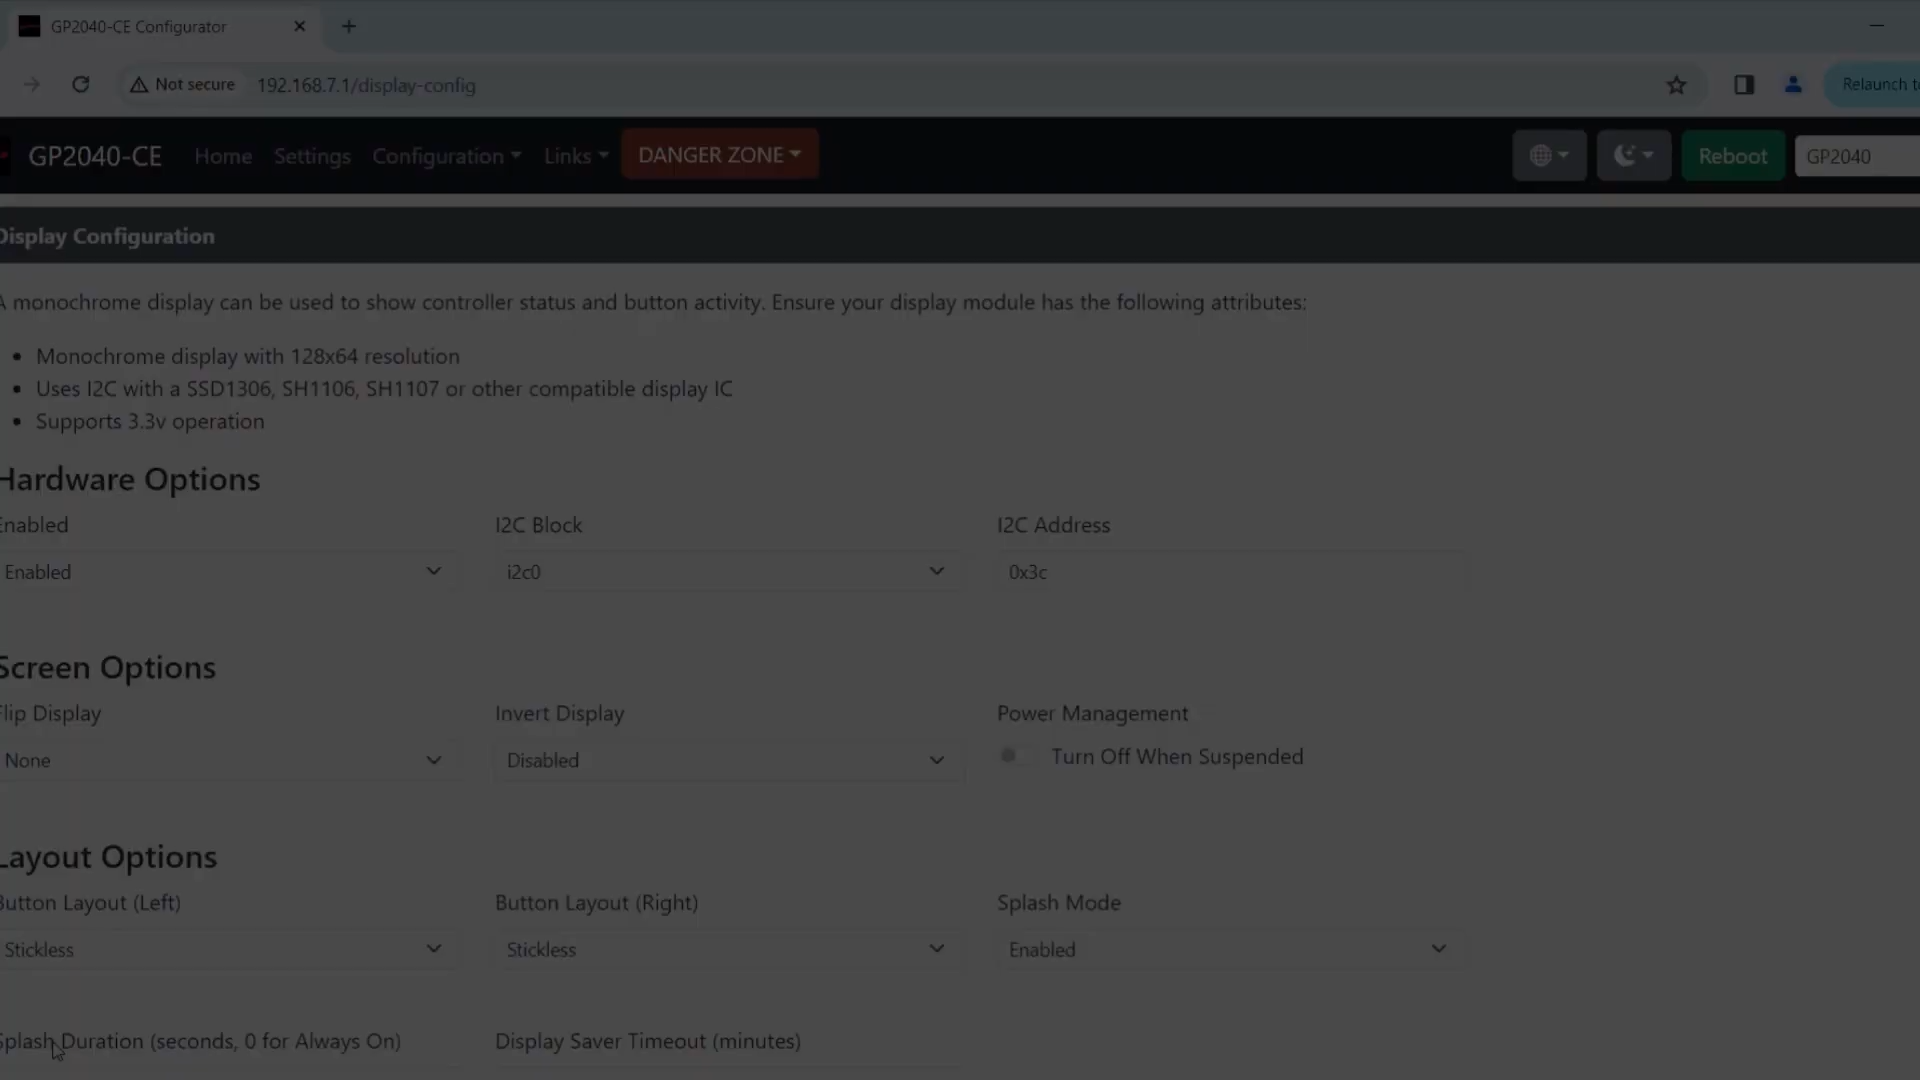 GP2040-CE Configurator
Not secure 192.168.7.1/display-config
Relaunch
GP2040-CE Home Settings Configuration Links DANGER ZONE Reboot GP2040
Display Configuration
A monochrome display can be used to show controller status and button activity. Ensure your display module has the following attributes:
• Monochrome display with 128x64 resolution
• Uses I2C with a SSD1306, SH1106, SH1107 or other compatible display IC
• Supports 3.3v operation
Hardware Options
Enabled I2C Block I2C Address
Enabled i2c0 0x3c
Screen Options
Flip Display Invert Display Power Management
None Disabled Turn Off When Suspended
Layout Options
Button Layout (Left) Button Layout (Right) Splash Mode
Stickless Stickless Enabled
Splash Duration (seconds, 0 for Always On) Display Saver Timeout (minutes)